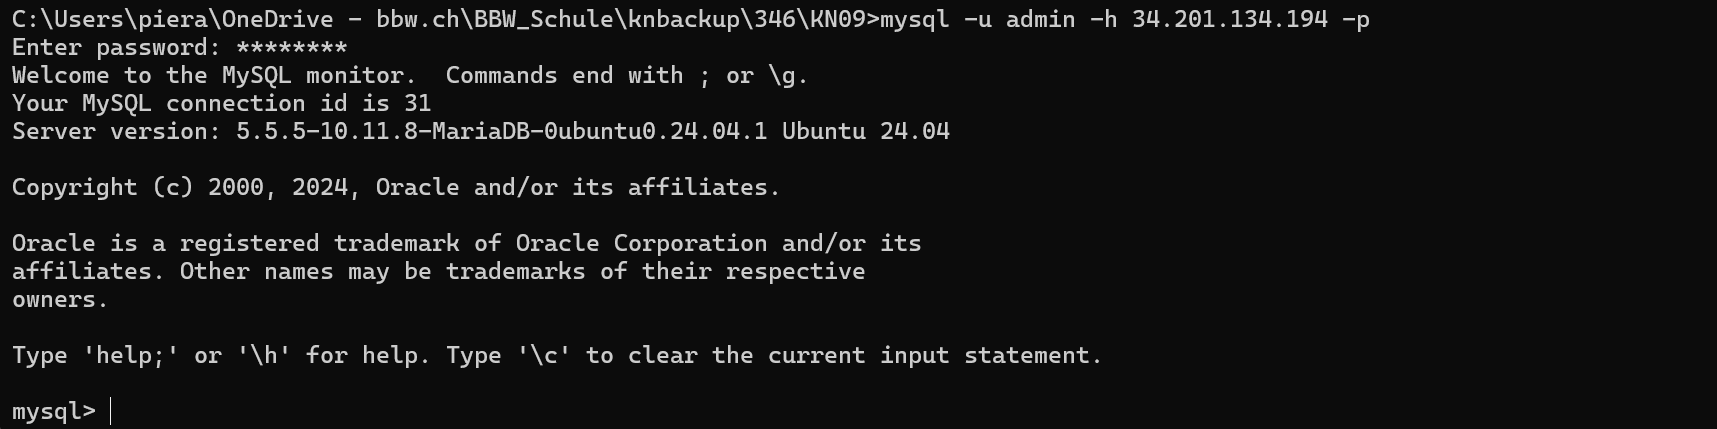 C:\Users\piera\OneDrive - bbw.ch\BBW_Schule\knbackup\346\KN09>mysql -u admin -h 34.201.134.194 -p
Enter password: ********
Welcome to the MySQL monitor.  Commands end with ; or \g.
Your MySQL connection id is 31
Server version: 5.5.5-10.11.8-MariaDB-0ubuntu0.24.04.1 Ubuntu 24.04
Copyright (c) 2000, 2024, Oracle and/or its affiliates.
Oracle is a registered trademark of Oracle Corporation and/or its
affiliates. Other names may be trademarks of their respective
owners.
Type 'help;' or '\h' for help. Type '\c' to clear the current input statement.
mysql>